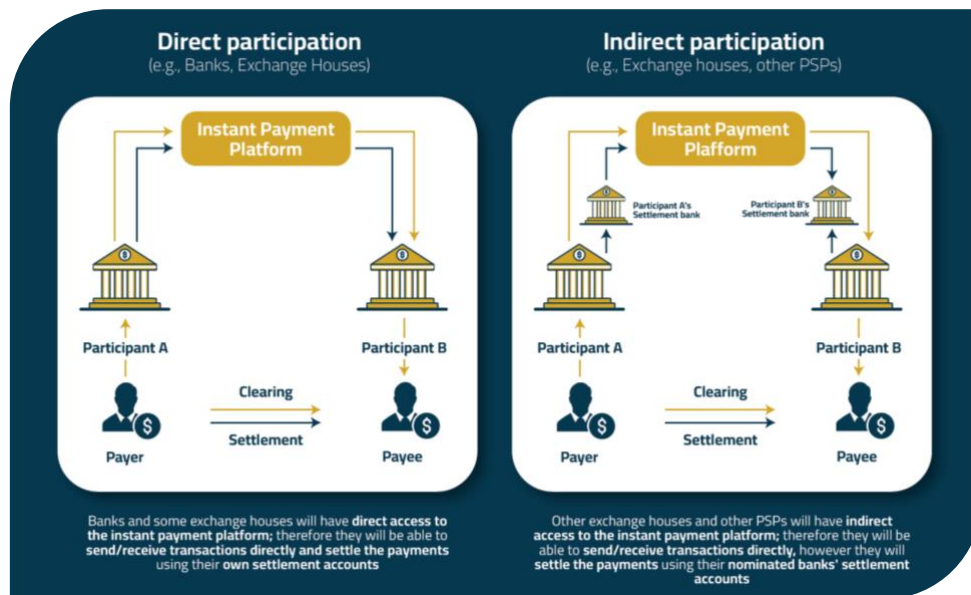 Direct participation
(e.g., Banks, Exchange Houses)
Instant Payment
Platform
Participant A
Participant B
Clearing
Settlement
$
$
Payer
Payee
Banks and some exchange houses will have direct access to
the instant payment platform; therefore they will be able to
send/receive transactions directly and settle the payments
using their own settlement accounts
Indirect participation
(e.g., Exchange houses, other PSPs)
Instant Payment
Plafform
Participant A's
Settlement bank
Participant B's
Settlement bank
Participant A
Participant B
Clearing
Settlement
$
$
Payer
Payee
Other exchange houses and other PSPs will have indirect
access to the instant payment platform; therefore they will be
able to send/receive transactions directly, however they will
settle the payments using their nominated banks' settlement
accounts